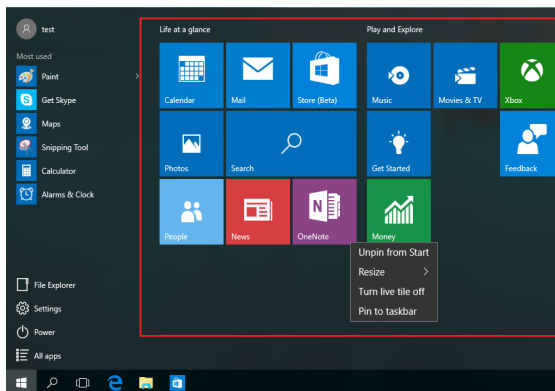 test
Most used
Paint
Get Skype
Maps
Snipping Tool
Calculator
Alarms & Clock
File Explorer
Settings
Power
All apps
Life at a glance
Calendar
Mail
Store (Beta)
Photos
Search
People
News
OneNote
Play and Explore
Music
Movies & TV
Xbox
Get Started
Feedback
Money
Unpin from Start
Resize
Turn live tile off
Pin to taskbar